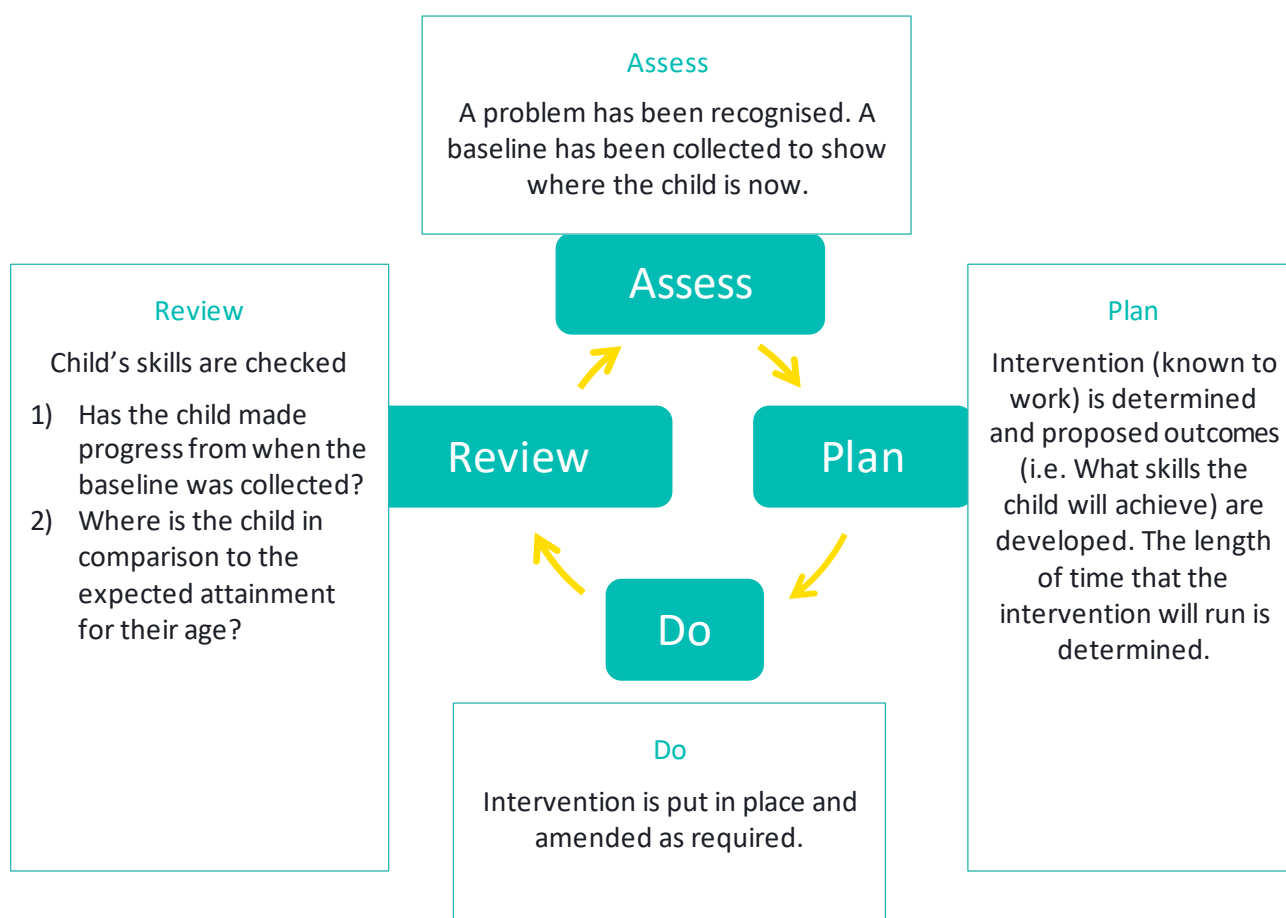 Assess
A problem has been recognised. A
baseline has been collected to show
where the child is now.
Assess
Review
Child’s skills are checked
1) Has the child made
progress from when the
baseline was collected?
2) Where is the child in
comparison to the
expected attainment
for their age?
Review
Plan
Plan
Intervention (known to
work) is determined
and proposed outcomes
(i.e. What skills the
child will achieve) are
developed. The length
of time that the
intervention will run is
determined.
Do
Do
Intervention is put in place and
amended as required.